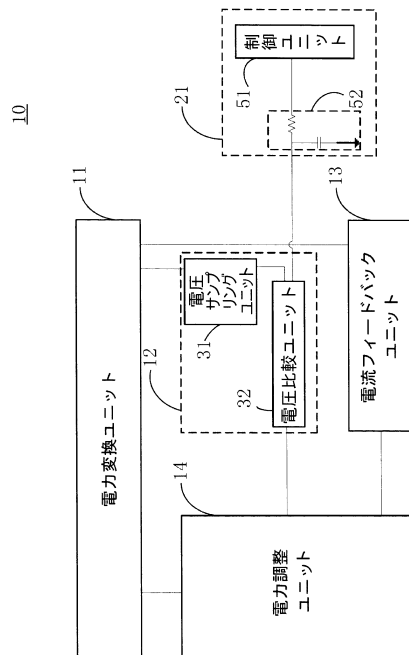 10
11
電力変換ユニット
12
電圧
サンプ
リング
ユニット
31
32
電圧比較ユニット
21
制御ユニット
51
52
13
電流フィードバック
ユニット
14
電力調整
ユニット